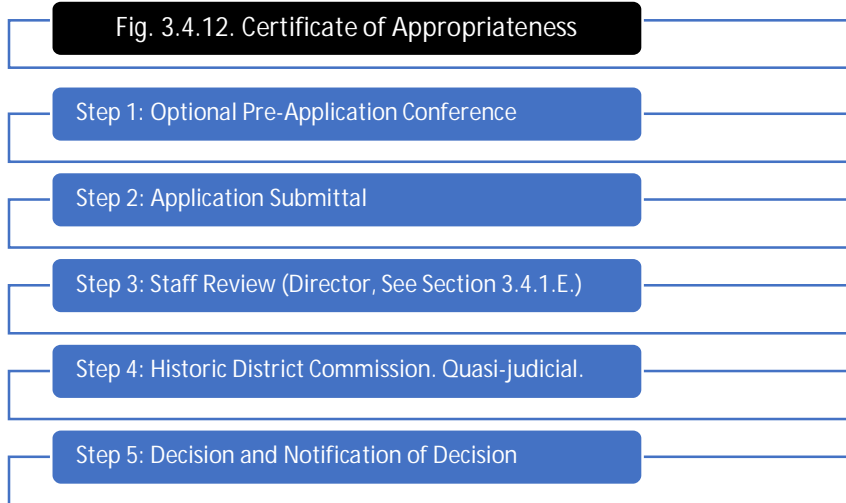 Fig. 3.4.12. Certificate of Appropriateness
Step 1: Optional Pre-Application Conference
Step 2: Application Submittal
Step 3: Staff Review (Director, See Section 3.4.1.E.)
Step 4: Historic District Commission. Quasi-judicial.
Step 5: Decision and Notification of Decision